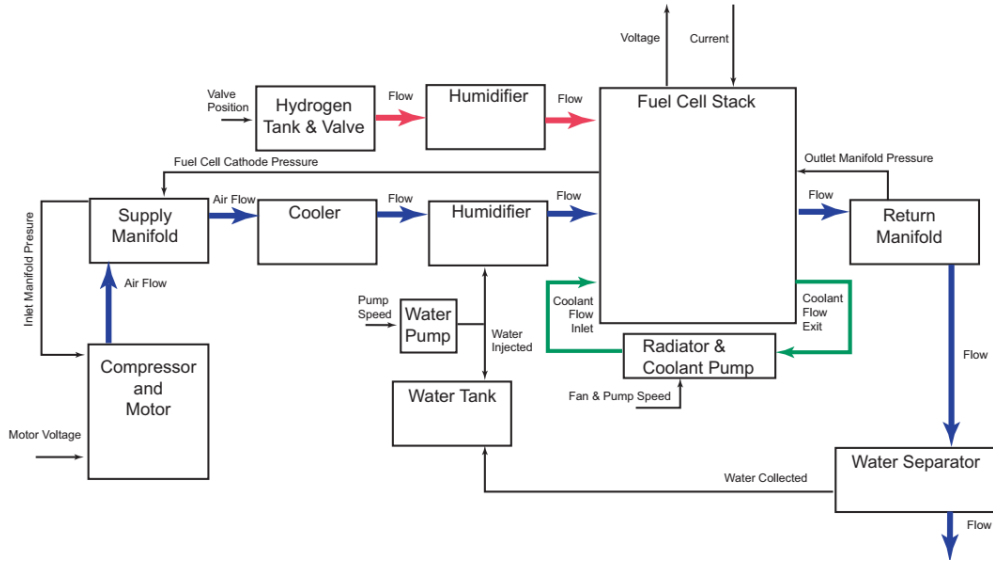 Voltage
Current
Valve
Position
Hydrogen
Tank & Valve
Flow
Humidifier
Flow
Fuel Cell Stack
Fuel Cell Cathode Pressure
Outlet Manifold Pressure
Inlet Manifold Presure
Supply
Manifold
Air Flow
Cooler
Flow
Humidifier
Flow
Flow
Return
Manifold
Air Flow
Pump
Speed
Water
Pump
Water
Injected
Coolant
Flow
Inlet
Coolant
Flow
Exit
Radiator &
Coolant Pump
Fan & Pump Speed
Compressor
and
Motor
Motor Voltage
Water Tank
Flow
Water Separator
Water Collected
Flow